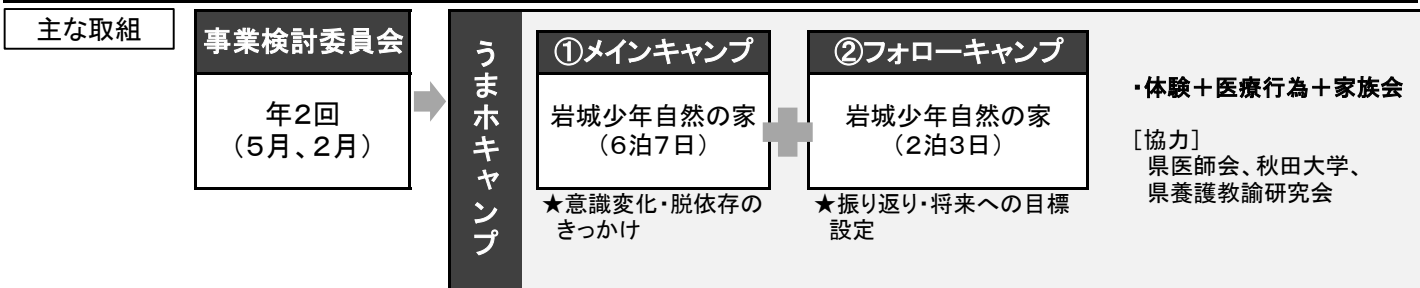 主な取組
事業検討委員会
年2回
(5月、2月)
うまホキャンプ
①メインキャンプ
岩城少年自然の家
(6泊7日)
★意識変化・脱依存の
きっかけ
②フォローキャンプ
岩城少年自然の家
(2泊3日)
★振り返り・将来への目標
設定
・体験+医療行為+家族会
[協力]
県医師会、秋田大学、
県養護教諭研究会